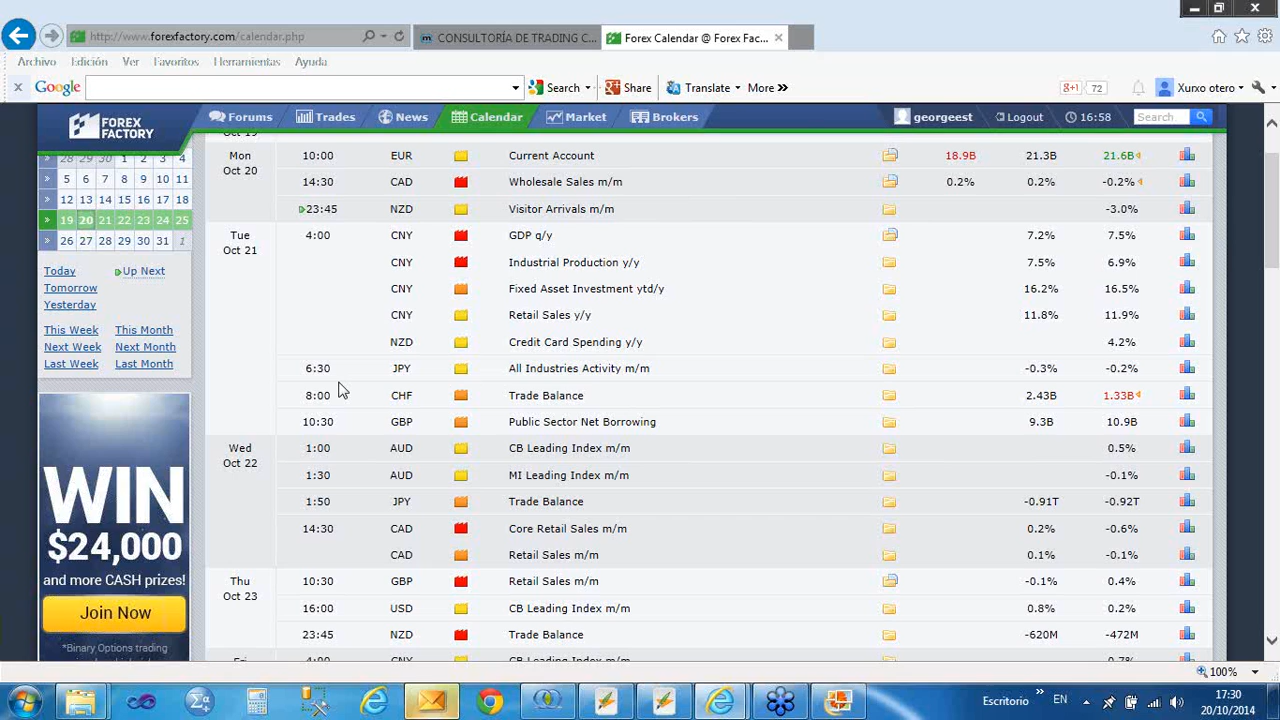 http://www.forexfactory.com/calendar.php
CONSULTORÍA DE TRADING C...
Forex Calendar @ Forex Fac...
Archivo Edición Ver Favoritos Herramientas Ayuda
Google
Search Share Translate More »
g+1 72 Xurxo otero
FOREX
FACTORY
Forums Trades News Calendar Market Brokers
georgeest Logout 16:58 Search
28 29 30 1 2 3 4
5 6 7 8 9 10 11
12 13 14 15 16 17 18
19 20 21 22 23 24 25
26 27 28 29 30 31 1
Today Up Next
Tomorrow
Yesterday
This Week This Month
Next Week Next Month
Last Week Last Month
WIN
$24,000
and more CASH prizes!
Join Now
*Binary Options trading
Oct 19
Mon
Oct 20
10:00 EUR Current Account 18.9B 21.3B 21.6B
14:30 CAD Wholesale Sales m/m 0.2% 0.2% -0.2%
23:45 NZD Visitor Arrivals m/m -3.0%
Tue
Oct 21
4:00 CNY GDP q/y 7.2% 7.5%
CNY Industrial Production y/y 7.5% 6.9%
CNY Fixed Asset Investment ytd/y 16.2% 16.5%
CNY Retail Sales y/y 11.8% 11.9%
NZD Credit Card Spending y/y 4.2%
6:30 JPY All Industries Activity m/m -0.3% -0.2%
8:00 CHF Trade Balance 2.43B 1.33B
10:30 GBP Public Sector Net Borrowing 9.3B 10.9B
Wed
Oct 22
1:00 AUD CB Leading Index m/m 0.5%
1:30 AUD MI Leading Index m/m -0.1%
1:50 JPY Trade Balance -0.91T -0.92T
14:30 CAD Core Retail Sales m/m 0.2% -0.6%
CAD Retail Sales m/m 0.1% -0.1%
Thu
Oct 23
10:30 GBP Retail Sales m/m -0.1% 0.4%
16:00 USD CB Leading Index m/m 0.8% 0.2%
23:45 NZD Trade Balance -620M -472M
Fri 4:00 CNY CB Leading Index m/m 0.7%
100%
Escritorio » EN
17:30
20/10/2014